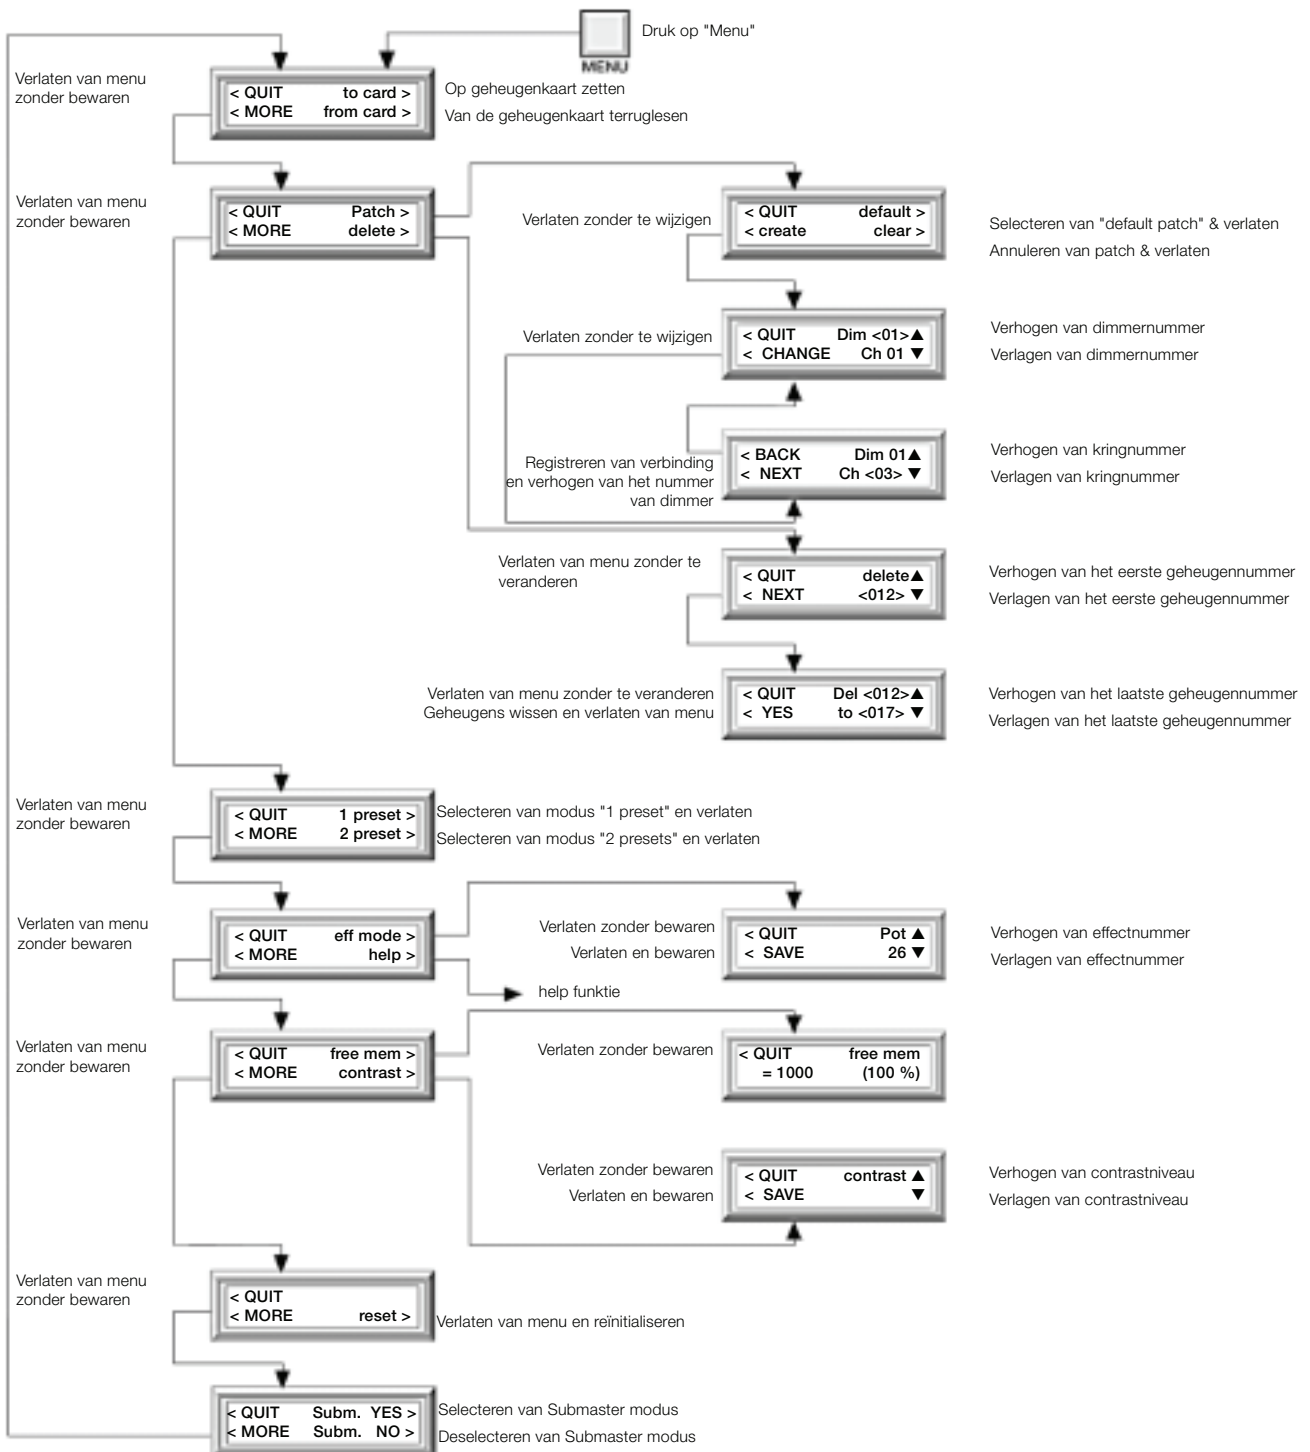 Druk op "Menu"
MENU
Verlaten van menu
zonder bewaren
< QUIT to card >
< MORE from card >
Op geheugenkaart zetten
Van de geheugenkaart terruglesen
Verlaten van menu
zonder bewaren
< QUIT Patch >
< MORE delete >
Verlaten zonder te wijzigen
< QUIT default >
< create clear >
Selecteren van "default patch" & verlaten
Annuleren van patch & verlaten
Verlaten zonder te wijzigen
< QUIT Dim <01>▲
< CHANGE Ch 01 ▼
Verhogen van dimmernummer
Verlagen van dimmernummer
Registreren van verbinding
en verhogen van het nummer
van dimmer
< BACK Dim 01▲
< NEXT Ch <03> ▼
Verhogen van kringnummer
Verlagen van kringnummer
Verlaten van menu zonder te
veranderen
< QUIT delete▲
< NEXT <012> ▼
Verhogen van het eerste geheugennummer
Verlagen van het eerste geheugennummer
Verlaten van menu zonder te veranderen
Geheugens wissen en verlaten van menu
< QUIT Del <012>▲
< YES to <017> ▼
Verhogen van het laatste geheugennummer
Verlagen van het laatste geheugennummer
Verlaten van menu
zonder bewaren
< QUIT 1 preset >
< MORE 2 preset >
Selecteren van modus "1 preset" en verlaten
Selecteren van modus "2 presets" en verlaten
Verlaten van menu
zonder bewaren
< QUIT eff mode >
< MORE help >
Verlaten zonder bewaren
Verlaten en bewaren
< QUIT Pot ▲
< SAVE 26 ▼
Verhogen van effectnummer
Verlagen van effectnummer
help funktie
Verlaten van menu
zonder bewaren
< QUIT free mem >
< MORE contrast >
Verlaten zonder bewaren
< QUIT free mem
= 1000 (100 %)
Verlaten zonder bewaren
Verlaten en bewaren
< QUIT contrast ▲
< SAVE ▼
Verhogen van contrastniveau
Verlagen van contrastniveau
Verlaten van menu
zonder bewaren
< QUIT
< MORE reset >
Verlaten van menu en reïnitialiseren
< QUIT Subm. YES >
< MORE Subm. NO >
Selecteren van Submaster modus
Deselecteren van Submaster modus